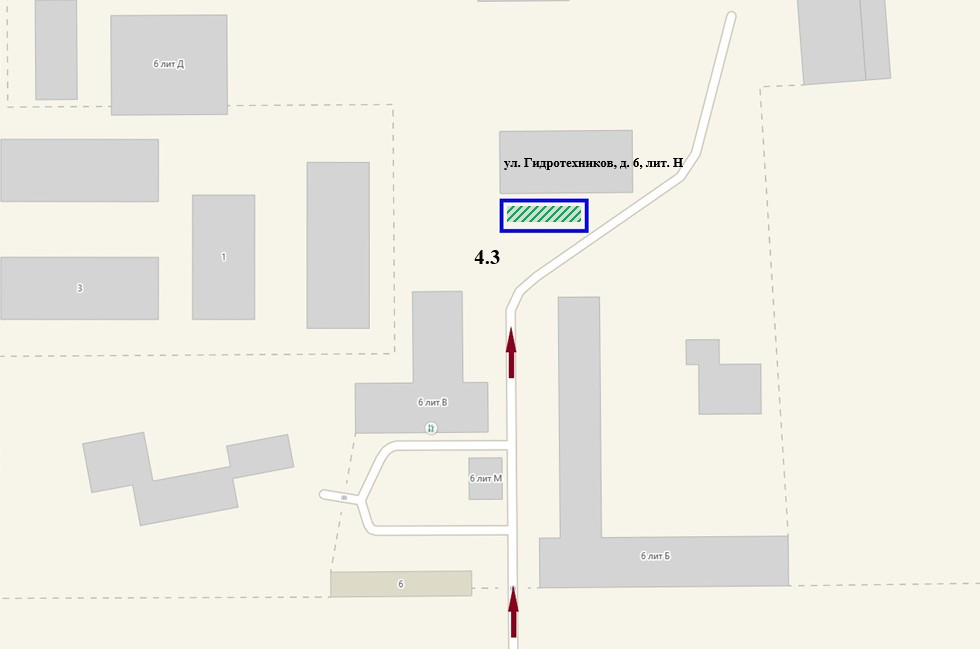 6 лит Д
ул. Гидротехников, д. 6, лит. Н
1
4.3
3
6 лит В
6 лит М
6 лит Б
6